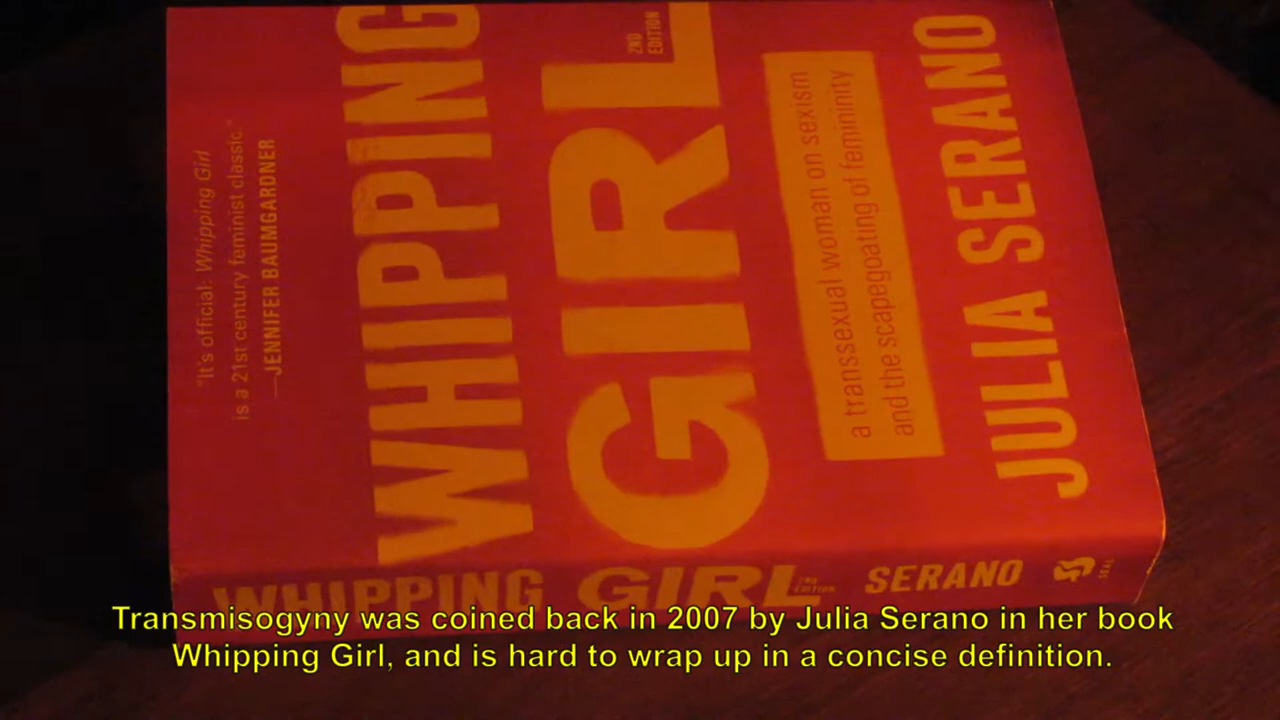 "It's official: Whipping Girl
is a 21st century feminist classic."
—JENNIFER BAUMGARDNER
WHIPPING
GIRL
2ND
EDITION
a transsexual woman on sexism
and the scapegoating of femininity
JULIA SERANO
WHIPPING GIRL 2ND
EDITION SERANO SEAL
Transmisogyny was coined back in 2007 by Julia Serano in her book
Whipping Girl, and is hard to wrap up in a concise definition.